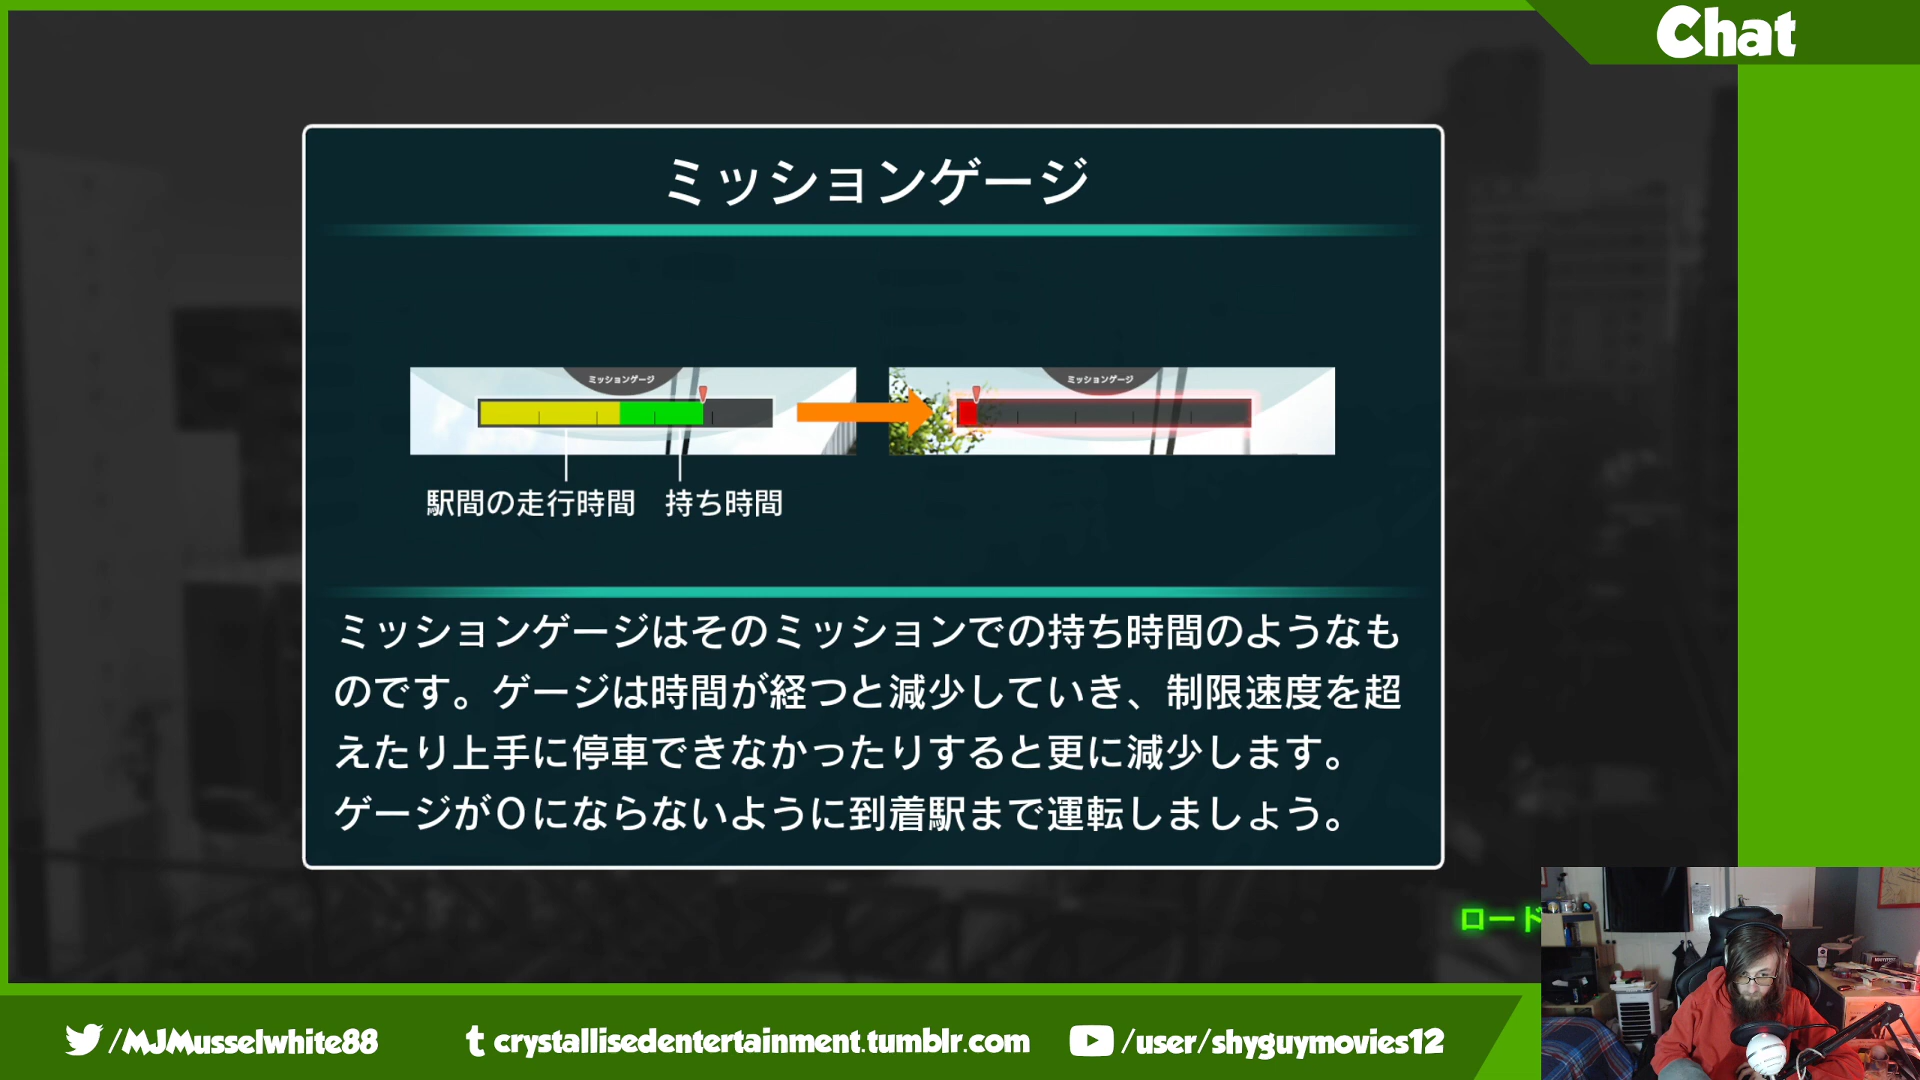 Chat
ミッションゲージ
ミッションゲージ
ミッションゲージ
駅間の走行時間 持ち時間
ミッションゲージはそのミッションでの持ち時間のようなも
のです。ゲージは時間が経つと減少していき、制限速度を超
えたり上手に停車できなかったりすると更に減少します。
ゲージが０にならないように到着駅まで運転しましょう。
ロード
/MJMusselwhite88
crystallisedentertainment.tumblr.com
/user/shyguymovies12